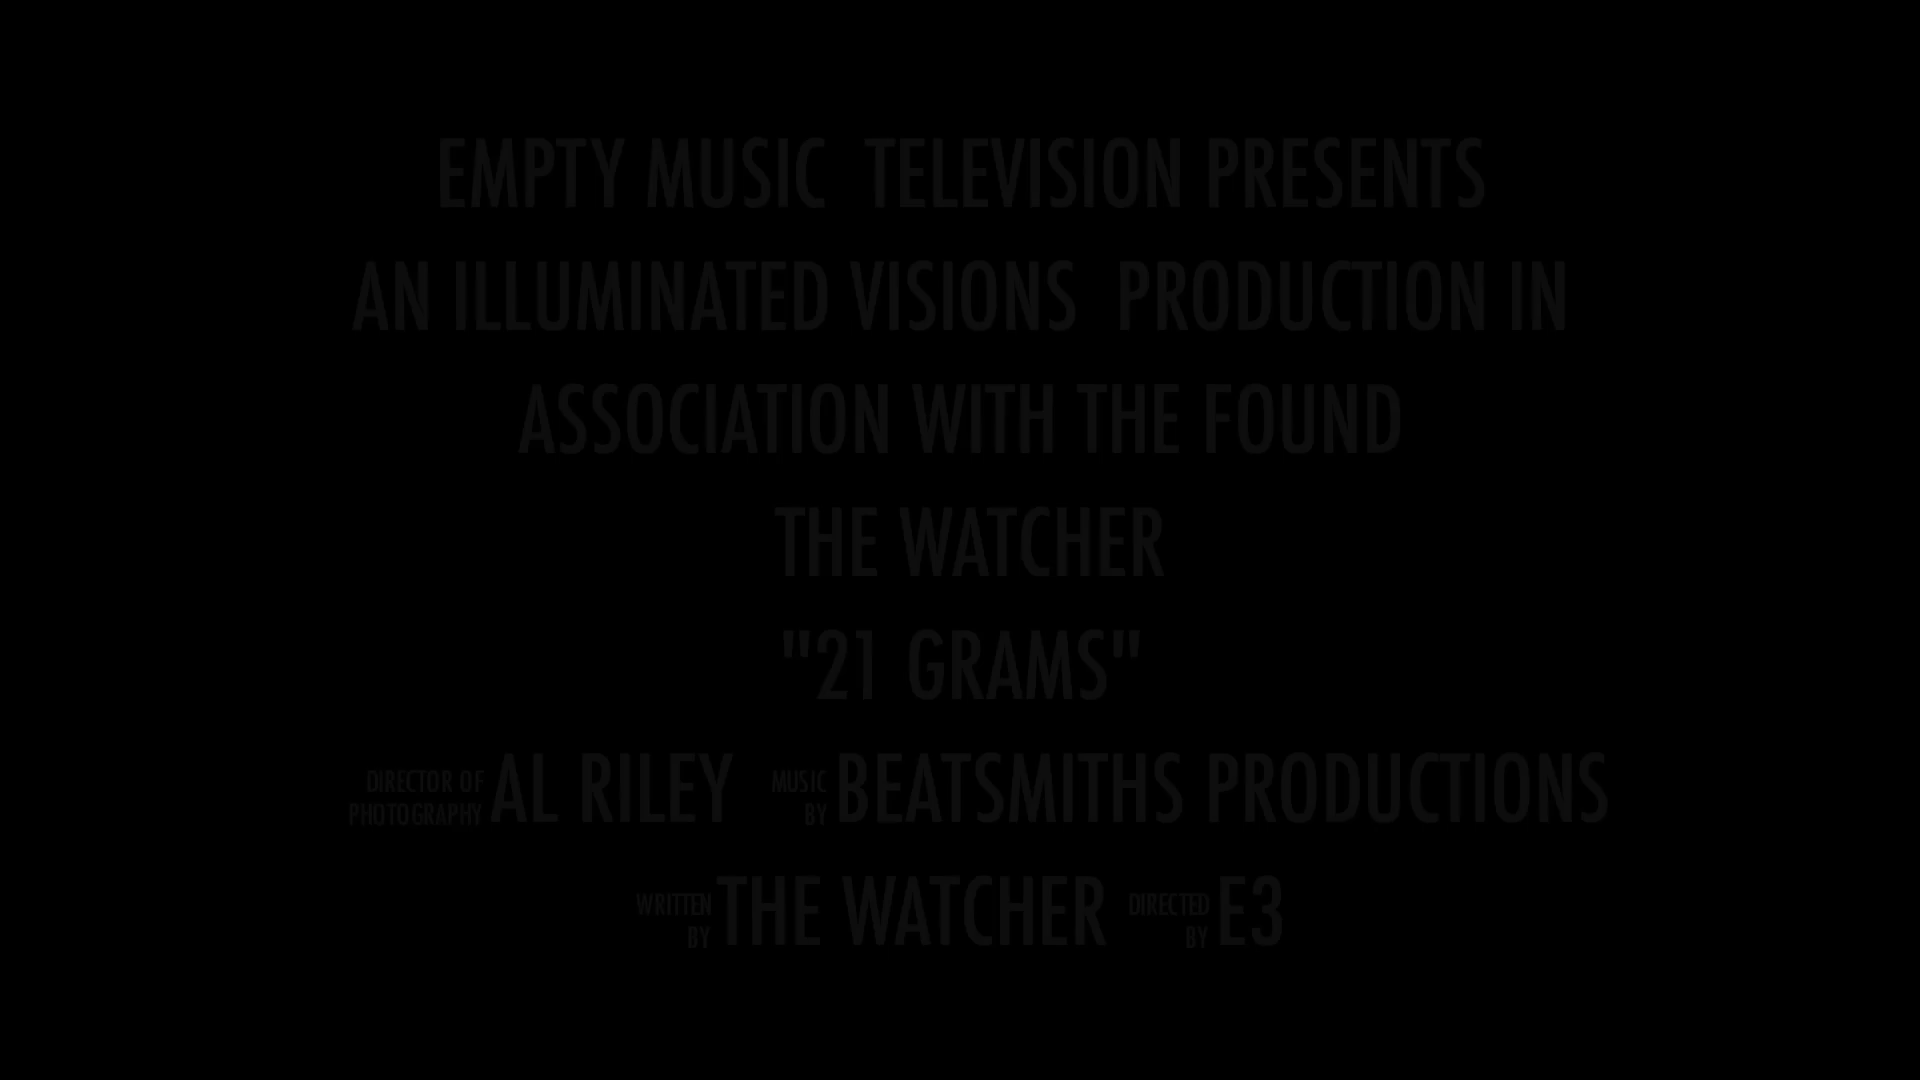 EMPTY MUSIC TELEVISION PRESENTS
AN ILLUMINATED VISIONS PRODUCTION IN
ASSOCIATION WITH THE FOUND
THE WATCHER
"21 GRAMS"
DIRECTOR OF PHOTOGRAPHY AL RILEY MUSIC BY BEATSMITHS PRODUCTIONS
WRITTEN BY THE WATCHER DIRECTED BY E3